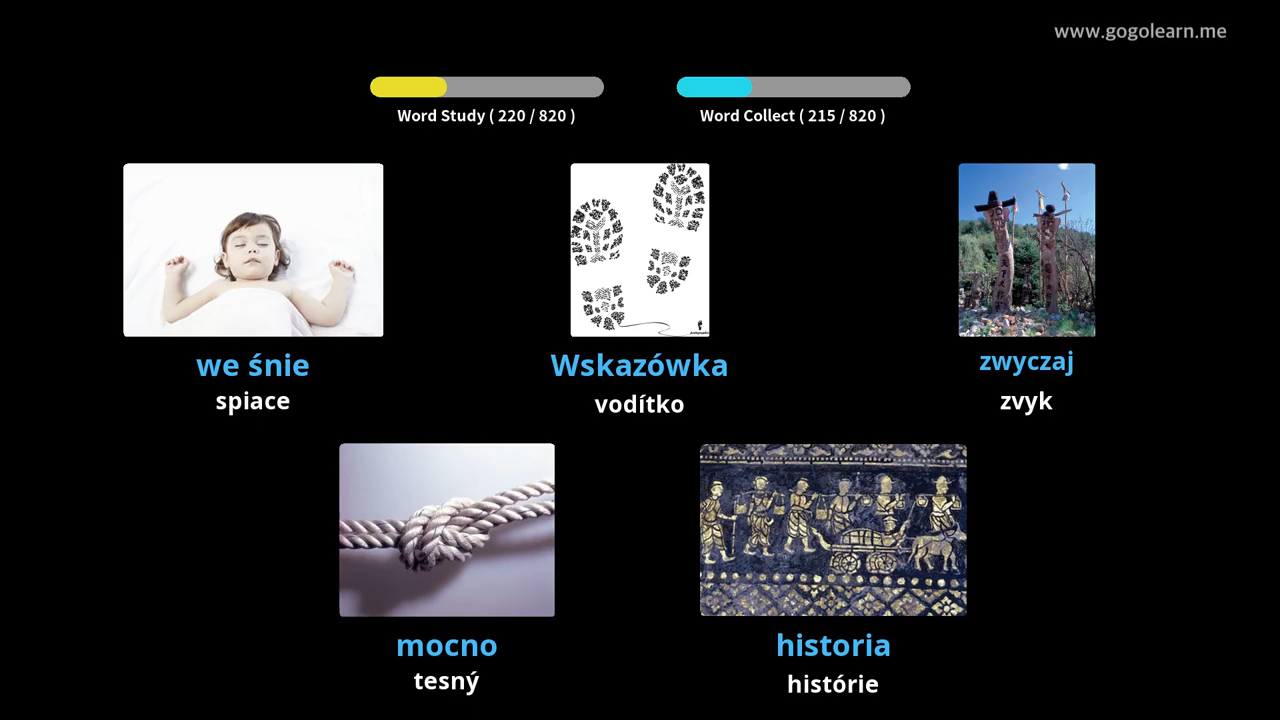 www.gogolearn.me
Word Study ( 220 / 820 )
Word Collect ( 215 / 820 )
we śnie
spiace
Wskazówka
vodítko
zwyczaj
zvyk
mocno
tesný
historia
histórie